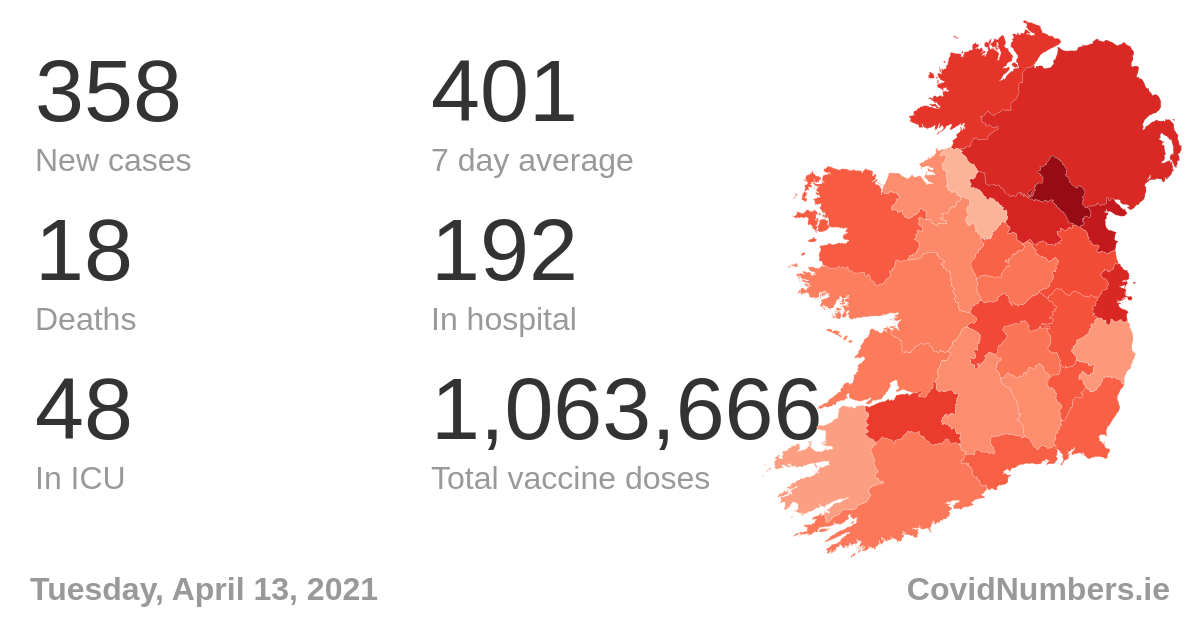 358
New cases
401
7 day average
18
Deaths
192
In hospital
48
In ICU
1,063,666
Total vaccine doses
Tuesday, April 13, 2021
CovidNumbers.ie